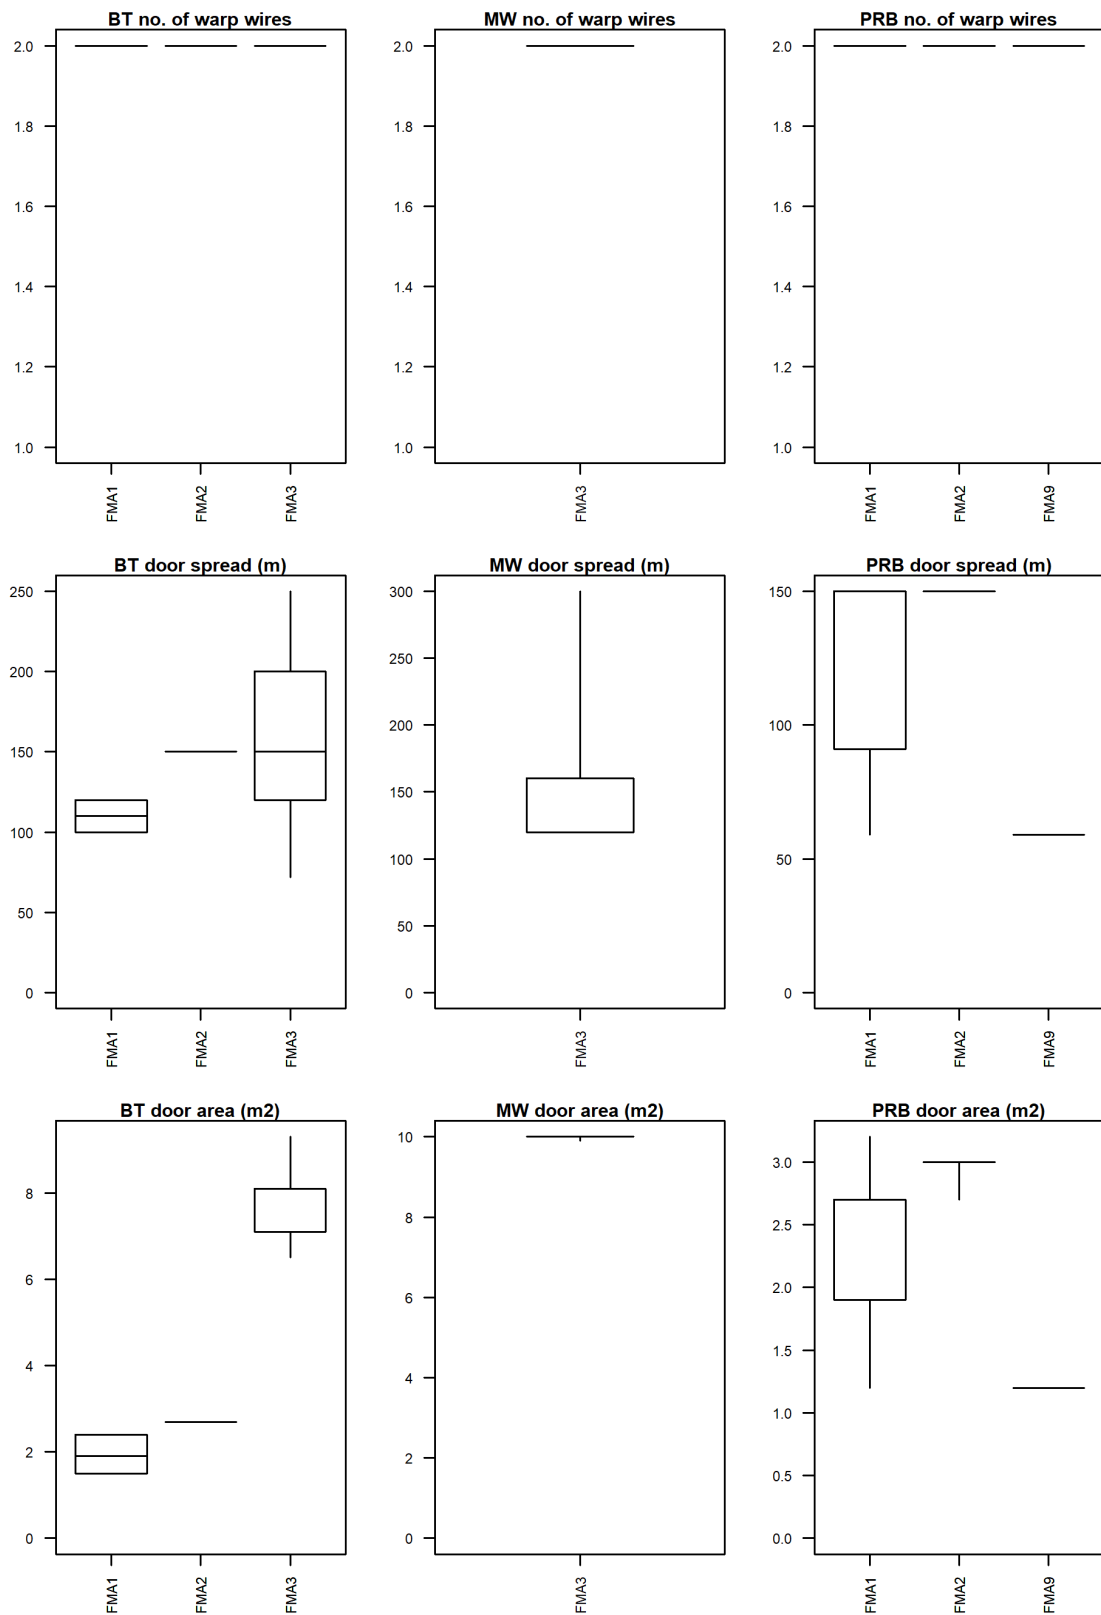 BT no. of warp wires
MW no. of warp wires
PRB no. of warp wires
2.0
1.8
1.6
1.4
1.2
1.0
FMA1
FMA2
FMA3
2.0
1.8
1.6
1.4
1.2
1.0
FMA3
2.0
1.8
1.6
1.4
1.2
1.0
FMA1
FMA2
FMA9
BT door spread (m)
MW door spread (m)
PRB door spread (m)
250
200
150
100
50
0
FMA1
FMA2
FMA3
300
250
200
150
100
50
0
FMA3
150
100
50
0
FMA1
FMA2
FMA9
BT door area (m2)
MW door area (m2)
PRB door area (m2)
8
6
4
2
0
FMA1
FMA2
FMA3
10
8
6
4
2
0
FMA3
3.0
2.5
2.0
1.5
1.0
0.5
0.0
FMA1
FMA2
FMA9